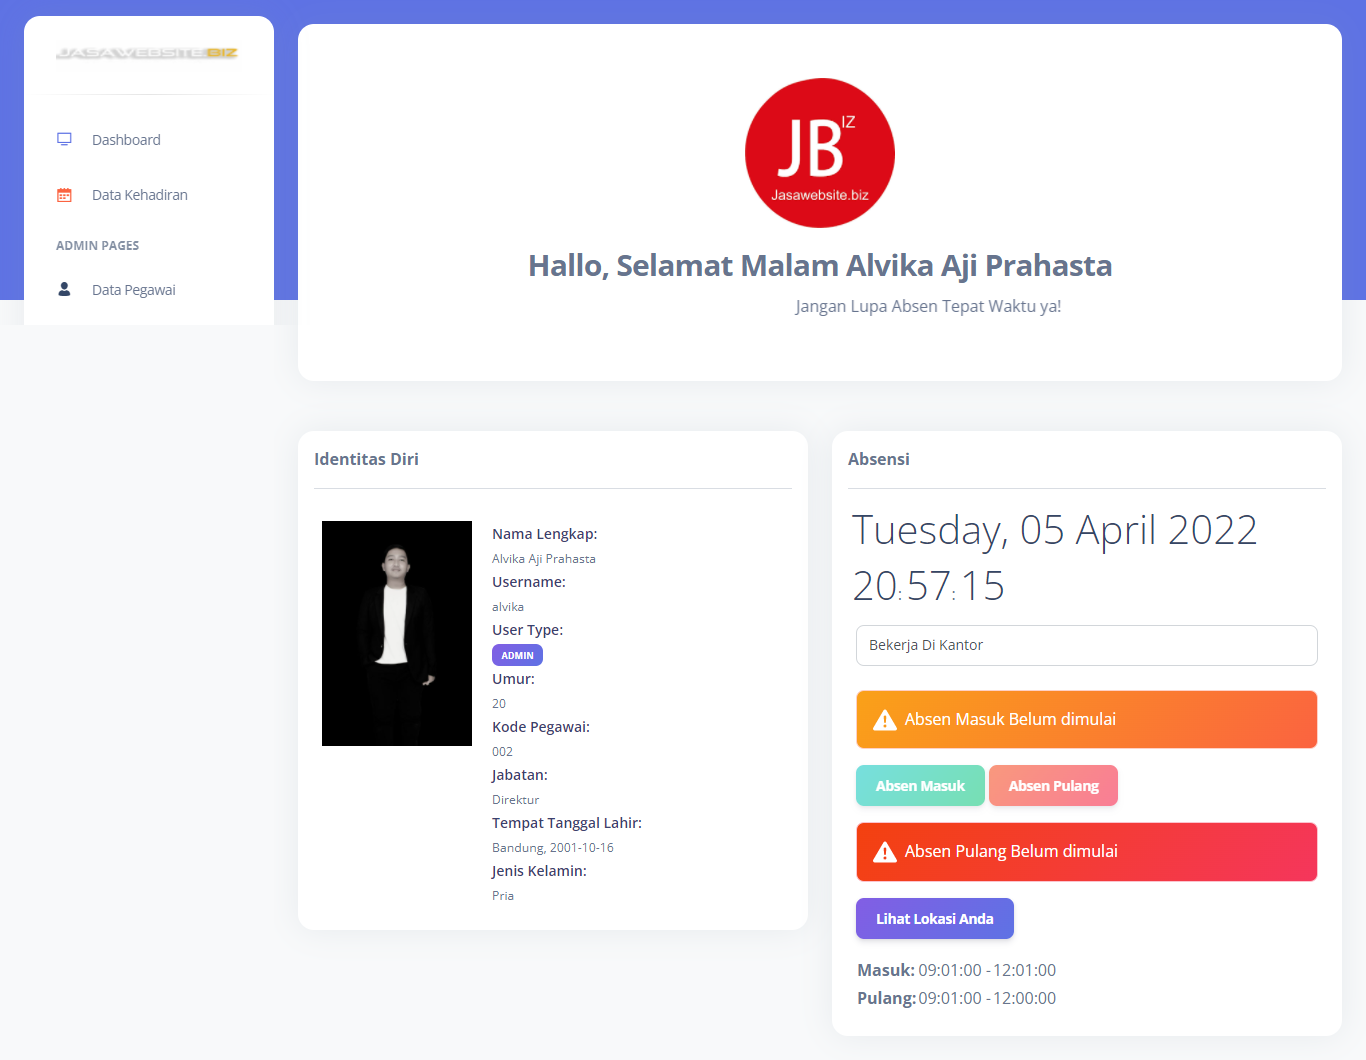 JASAWEBSITE.BIZ
Dashboard
Data Kehadiran
ADMIN PAGES
Data Pegawai
JB IZ
Jasawebsite.biz
Hallo, Selamat Malam Alvika Aji Prahasta
Jangan Lupa Absen Tepat Waktu ya!
Identitas Diri
Nama Lengkap:
Alvika Aji Prahasta
Username:
alvika
User Type:
ADMIN
Umur:
20
Kode Pegawai:
002
Jabatan:
Direktur
Tempat Tanggal Lahir:
Bandung, 2001-10-16
Jenis Kelamin:
Pria
Absensi
Tuesday, 05 April 2022
20:57:15
Bekerja Di Kantor
Absen Masuk Belum dimulai
Absen Masuk
Absen Pulang
Absen Pulang Belum dimulai
Lihat Lokasi Anda
Masuk: 09:01:00 - 12:01:00
Pulang: 09:01:00 - 12:00:00